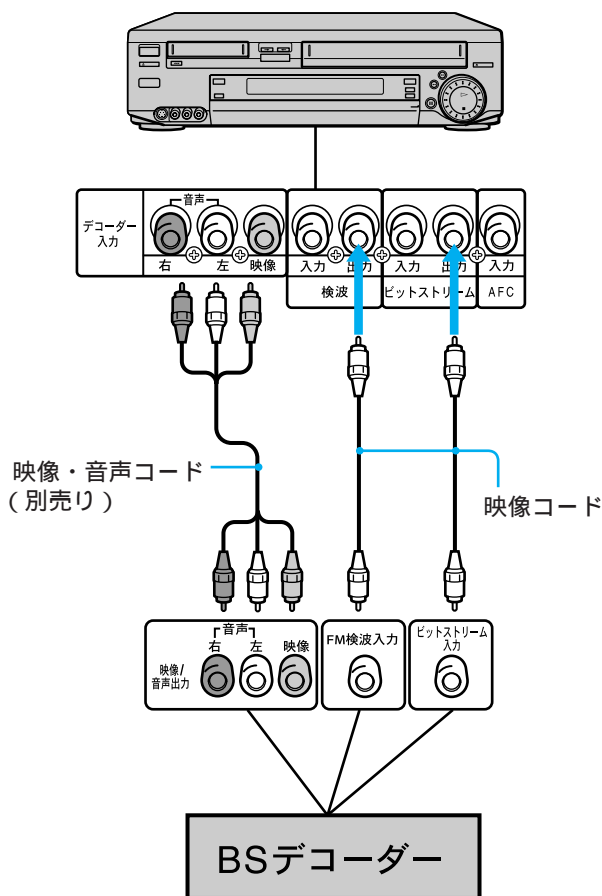 音声
デコーダー
入力
右 左 映像
入力 出力 入力 出力 入力
検波 ビットストリーム AFC
映像・音声コード
(別売り)
映像コード
音声
右 左 映像
映像/
音声出力
FM検波入力
ビットストリーム
入力
BSデコーダー